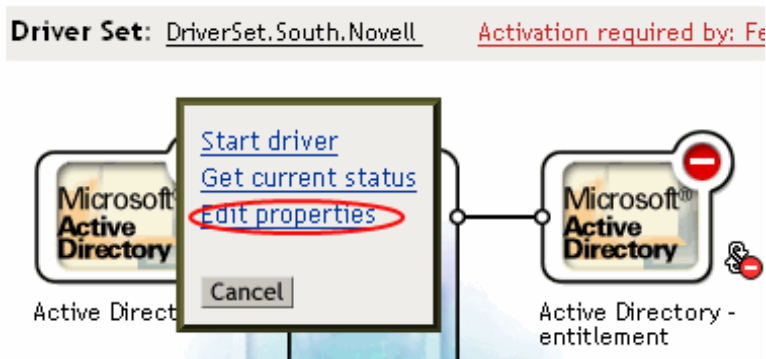 Driver Set: DriverSet.South.Novell Activation required by: Fe
Start driver
Get current status
Edit properties
Cancel
Microsoft
Active
Directory
Active Direct
Microsoft®
Active
Directory
Active Directory -
entitlement